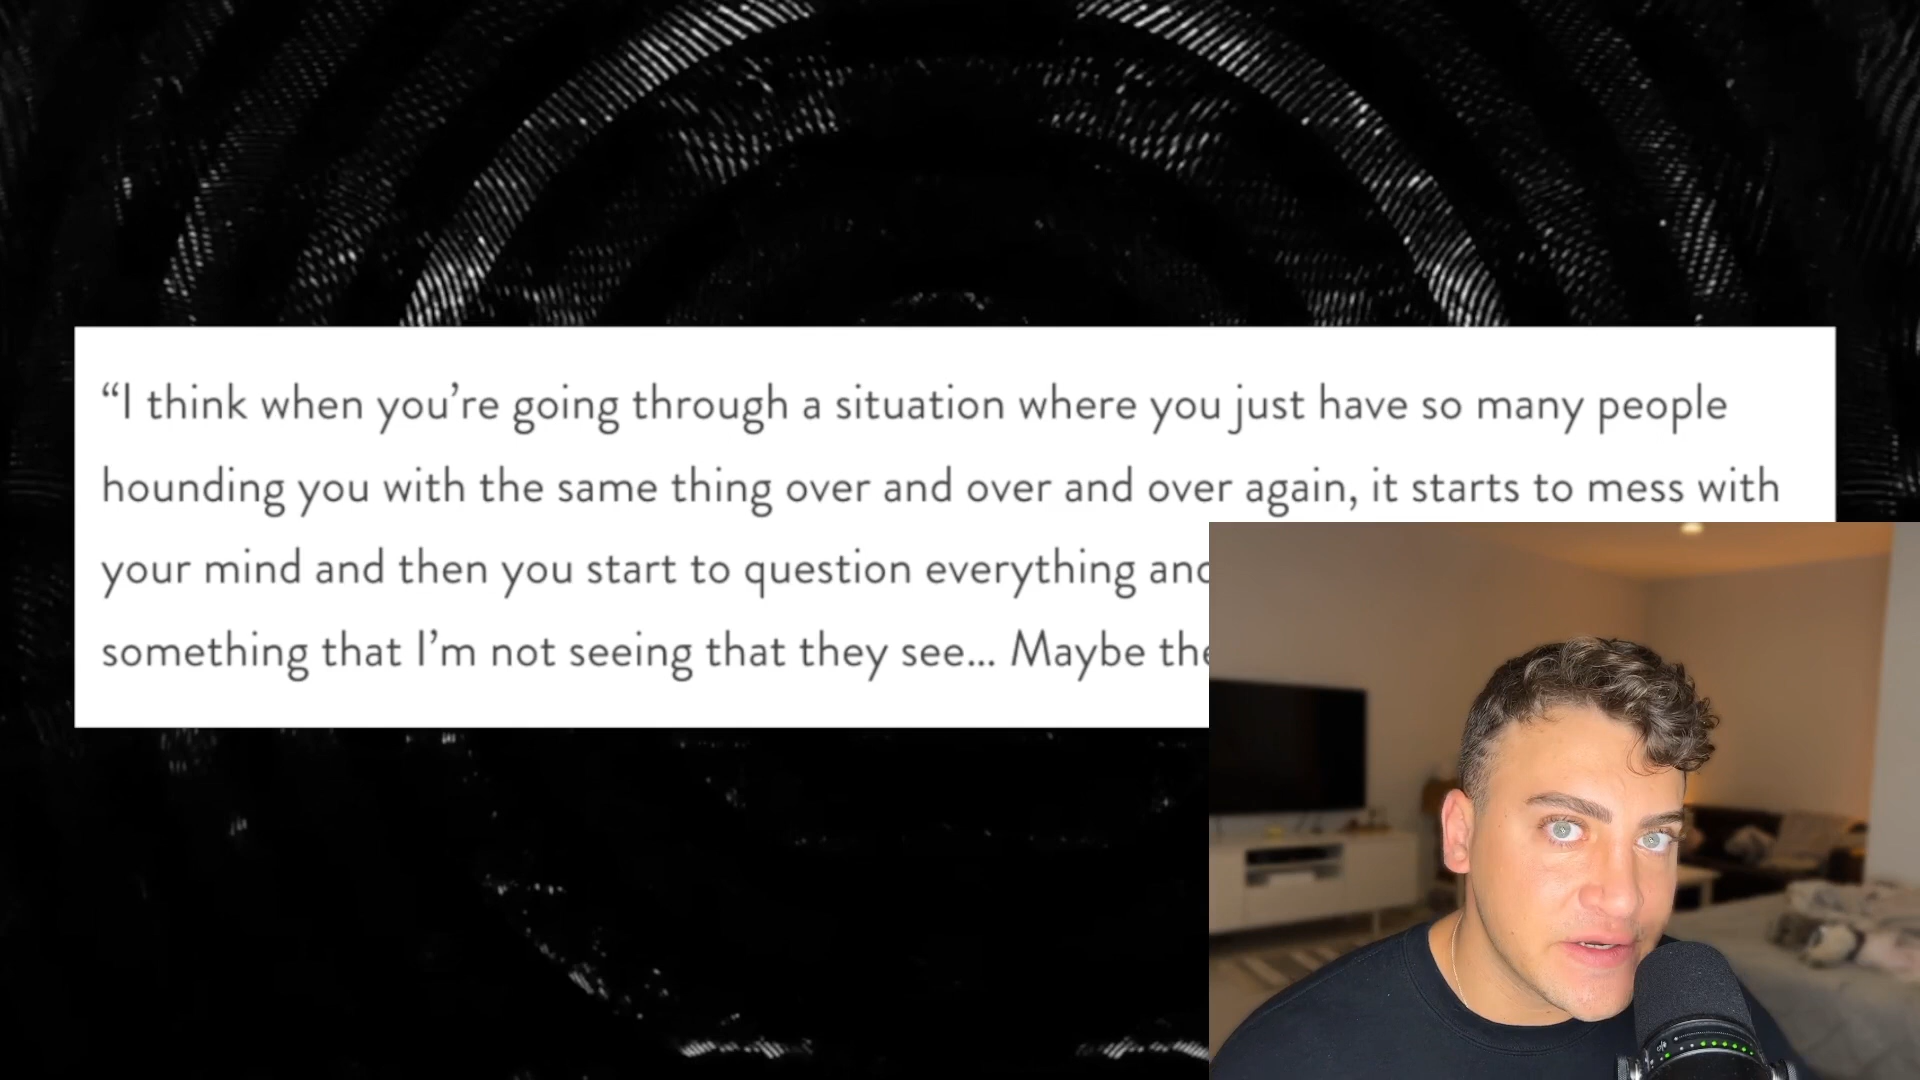 “I think when you’re going through a situation where you just have so many people
hounding you with the same thing over and over and over again, it starts to mess with
your mind and then you start to question everything and
something that I’m not seeing that they see... Maybe